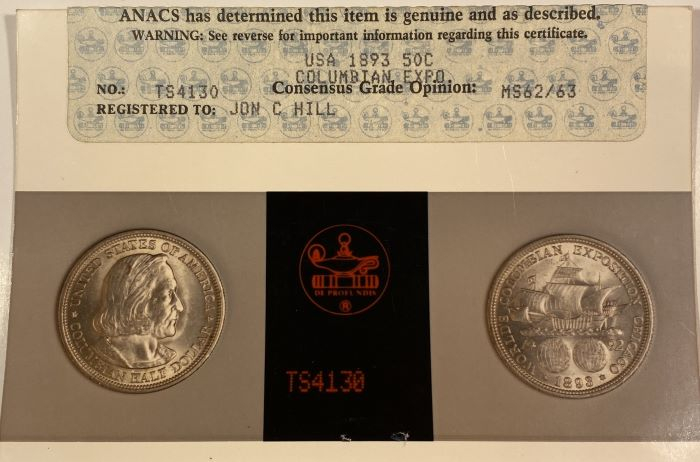 ANACS has determined this item is genuine and as described.
WARNING: See reverse for important information regarding this certificate.
USA 1893 50C
COLUMBIAN EXPO.
NO.: TS4130 Consensus Grade Opinion: MS62/63
REGISTERED TO: JON C HILL
UNITED STATES OF AMERICA
COLUMBIAN HALF DOLLAR
DE PROFUNDIS
®
TS4130
WORLD'S COLUMBIAN EXPOSITION CHICAGO
92
1893